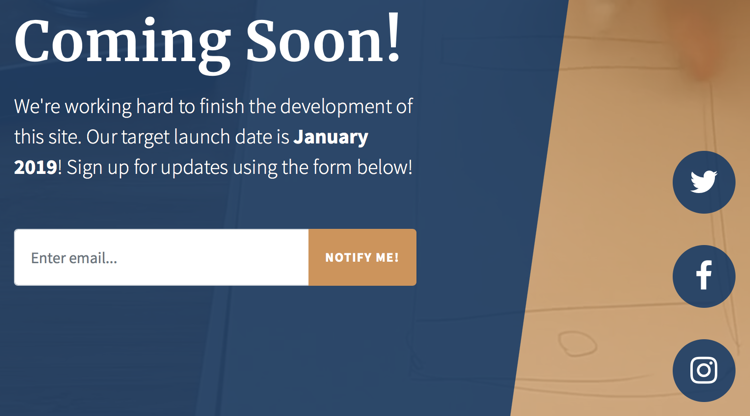 Coming Soon!
We're working hard to finish the development of
this site. Our target launch date is January
2019! Sign up for updates using the form below!
Enter email...
NOTIFY ME!